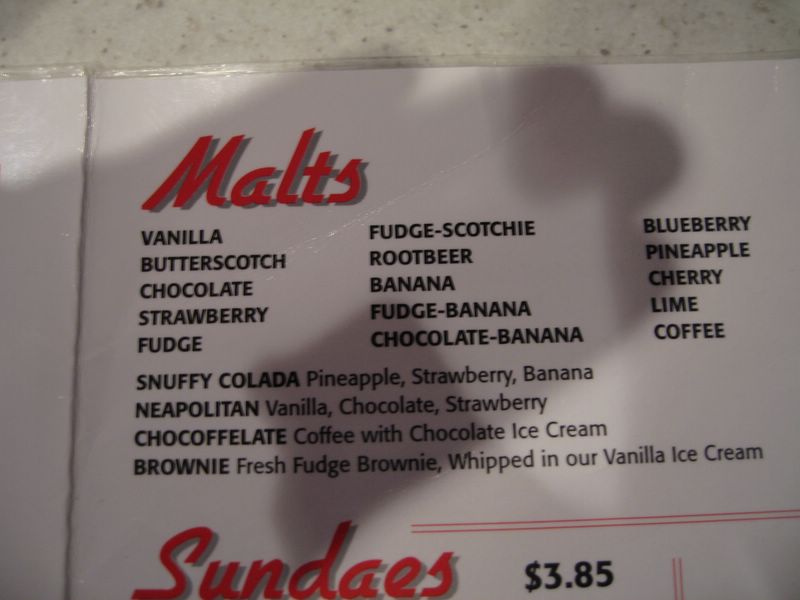 Malts
VANILLA FUDGE-SCOTCHIE BLUEBERRY
BUTTERSCOTCH ROOTBEER PINEAPPLE
CHOCOLATE BANANA CHERRY
STRAWBERRY FUDGE-BANANA LIME
FUDGE CHOCOLATE-BANANA COFFEE
SNUFFY COLADA Pineapple, Strawberry, Banana
NEAPOLITAN Vanilla, Chocolate, Strawberry
CHOCOFFELATE Coffee with Chocolate Ice Cream
BROWNIE Fresh Fudge Brownie, Whipped in our Vanilla Ice Cream
Sundaes $3.85